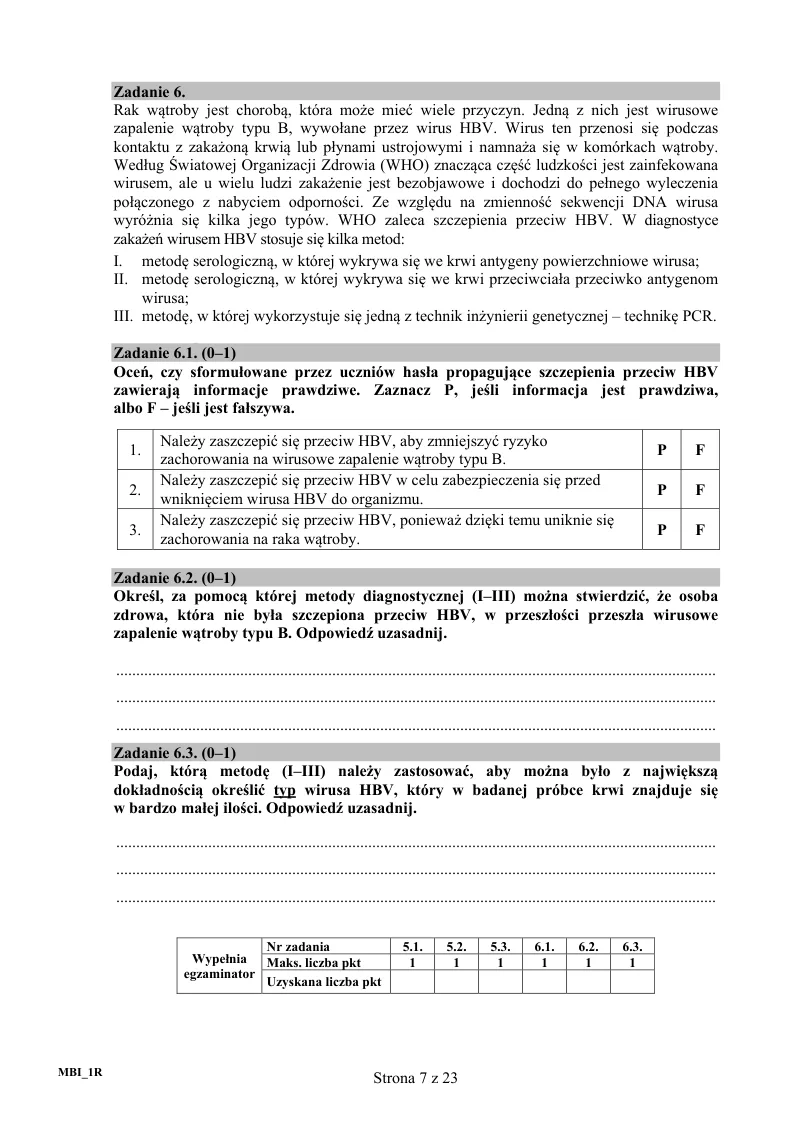 Zadanie 6.
Rak wątroby jest chorobą, która może mieć wiele przyczyn. Jedną z nich jest wirusowe
zapalenie wątroby typu B, wywołane przez wirus HBV. Wirus ten przenosi się podczas
kontaktu z zakażoną krwią lub płynami ustrojowymi i namnaża się w komórkach wątroby.
Według Światowej Organizacji Zdrowia (WHO) znacząca część ludzkości jest zainfekowana
wirusem, ale u wielu ludzi zakażenie jest bezobjawowe i dochodzi do pełnego wyleczenia
połączonego z nabyciem odporności. Ze względu na zmienność sekwencji DNA wirusa
wyróżnia się kilka jego typów. WHO zaleca szczepienia przeciw HBV. W diagnostyce
zakażeń wirusem HBV stosuje się kilka metod:
I. metodę serologiczną, w której wykrywa się we krwi antygeny powierzchniowe wirusa;
II. metodę serologiczną, w której wykrywa się we krwi przeciwciała przeciwko antygenom
wirusa;
III. metodę, w której wykorzystuje się jedną z technik inżynierii genetycznej – technikę PCR.
Zadanie 6.1. (0–1)
Oceń, czy sformułowane przez uczniów hasła propagujące szczepienia przeciw HBV
zawierają informacje prawdziwe. Zaznacz P, jeśli informacja jest prawdziwa,
albo F – jeśli jest fałszywa.
1. Należy zaszczepić się przeciw HBV, aby zmniejszyć ryzyko
zachorowania na wirusowe zapalenie wątroby typu B. P F
2. Należy zaszczepić się przeciw HBV w celu zabezpieczenia się przed
wniknięciem wirusa HBV do organizmu. P F
3. Należy zaszczepić się przeciw HBV, ponieważ dzięki temu uniknie się
zachorowania na raka wątroby. P F
Zadanie 6.2. (0–1)
Określ, za pomocą której metody diagnostycznej (I–III) można stwierdzić, że osoba
zdrowa, która nie była szczepiona przeciw HBV, w przeszłości przeszła wirusowe
zapalenie wątroby typu B. Odpowiedź uzasadnij.
Zadanie 6.3. (0–1)
Podaj, którą metodę (I–III) należy zastosować, aby można było z największą
dokładnością określić typ wirusa HBV, który w badanej próbce krwi znajduje się
w bardzo małej ilości. Odpowiedź uzasadnij.
Wypełnia
egzaminator
Nr zadania 5.1. 5.2. 5.3. 6.1. 6.2. 6.3.
Maks. liczba pkt 1 1 1 1 1 1
Uzyskana liczba pkt
MBI_1R
Strona 7 z 23